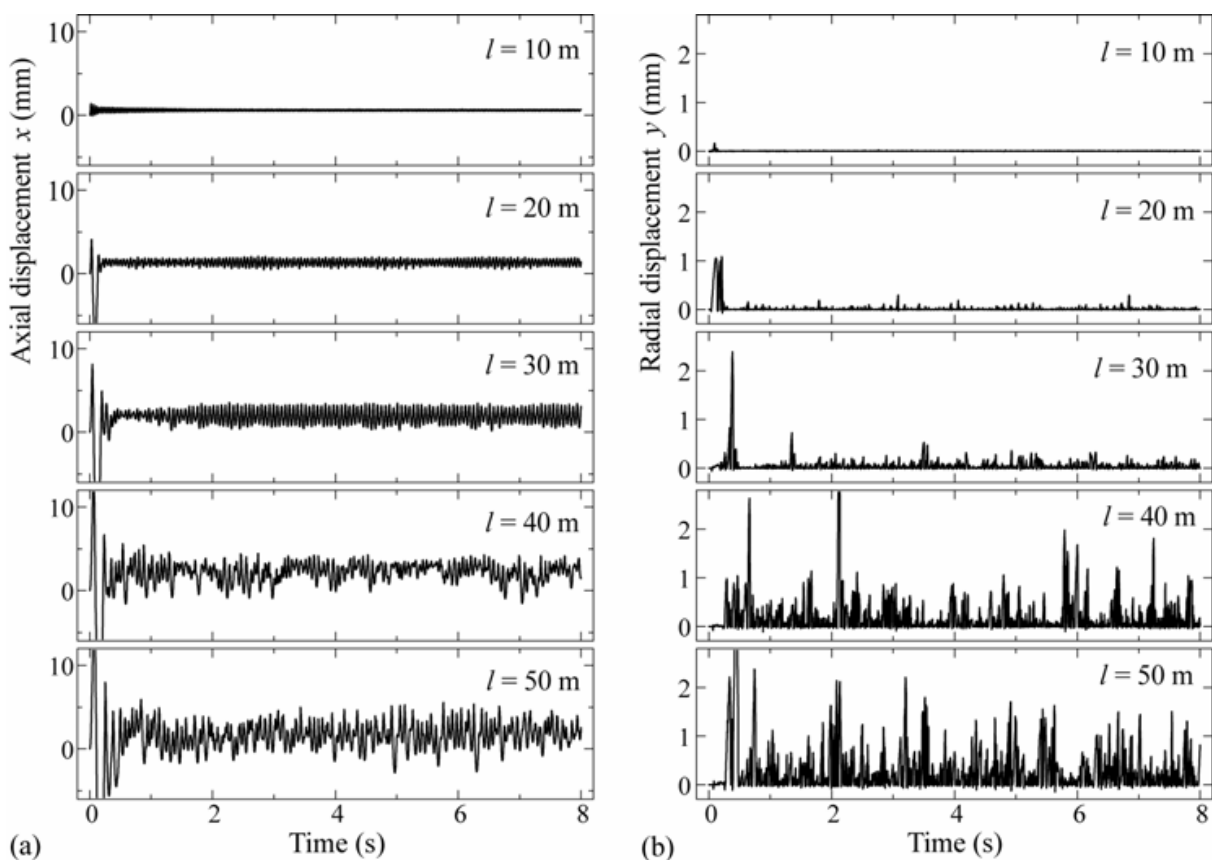 Axial displacement x (mm)
10
0
l = 10 m
10
0
l = 20 m
10
0
l = 30 m
10
0
l = 40 m
10
0
l = 50 m
0 2 4 6 8
Time (s)
(a)
Radial displacement y (mm)
2
1
0
l = 10 m
2
1
0
l = 20 m
2
1
0
l = 30 m
2
1
0
l = 40 m
2
1
0
l = 50 m
0 2 4 6 8
Time (s)
(b)